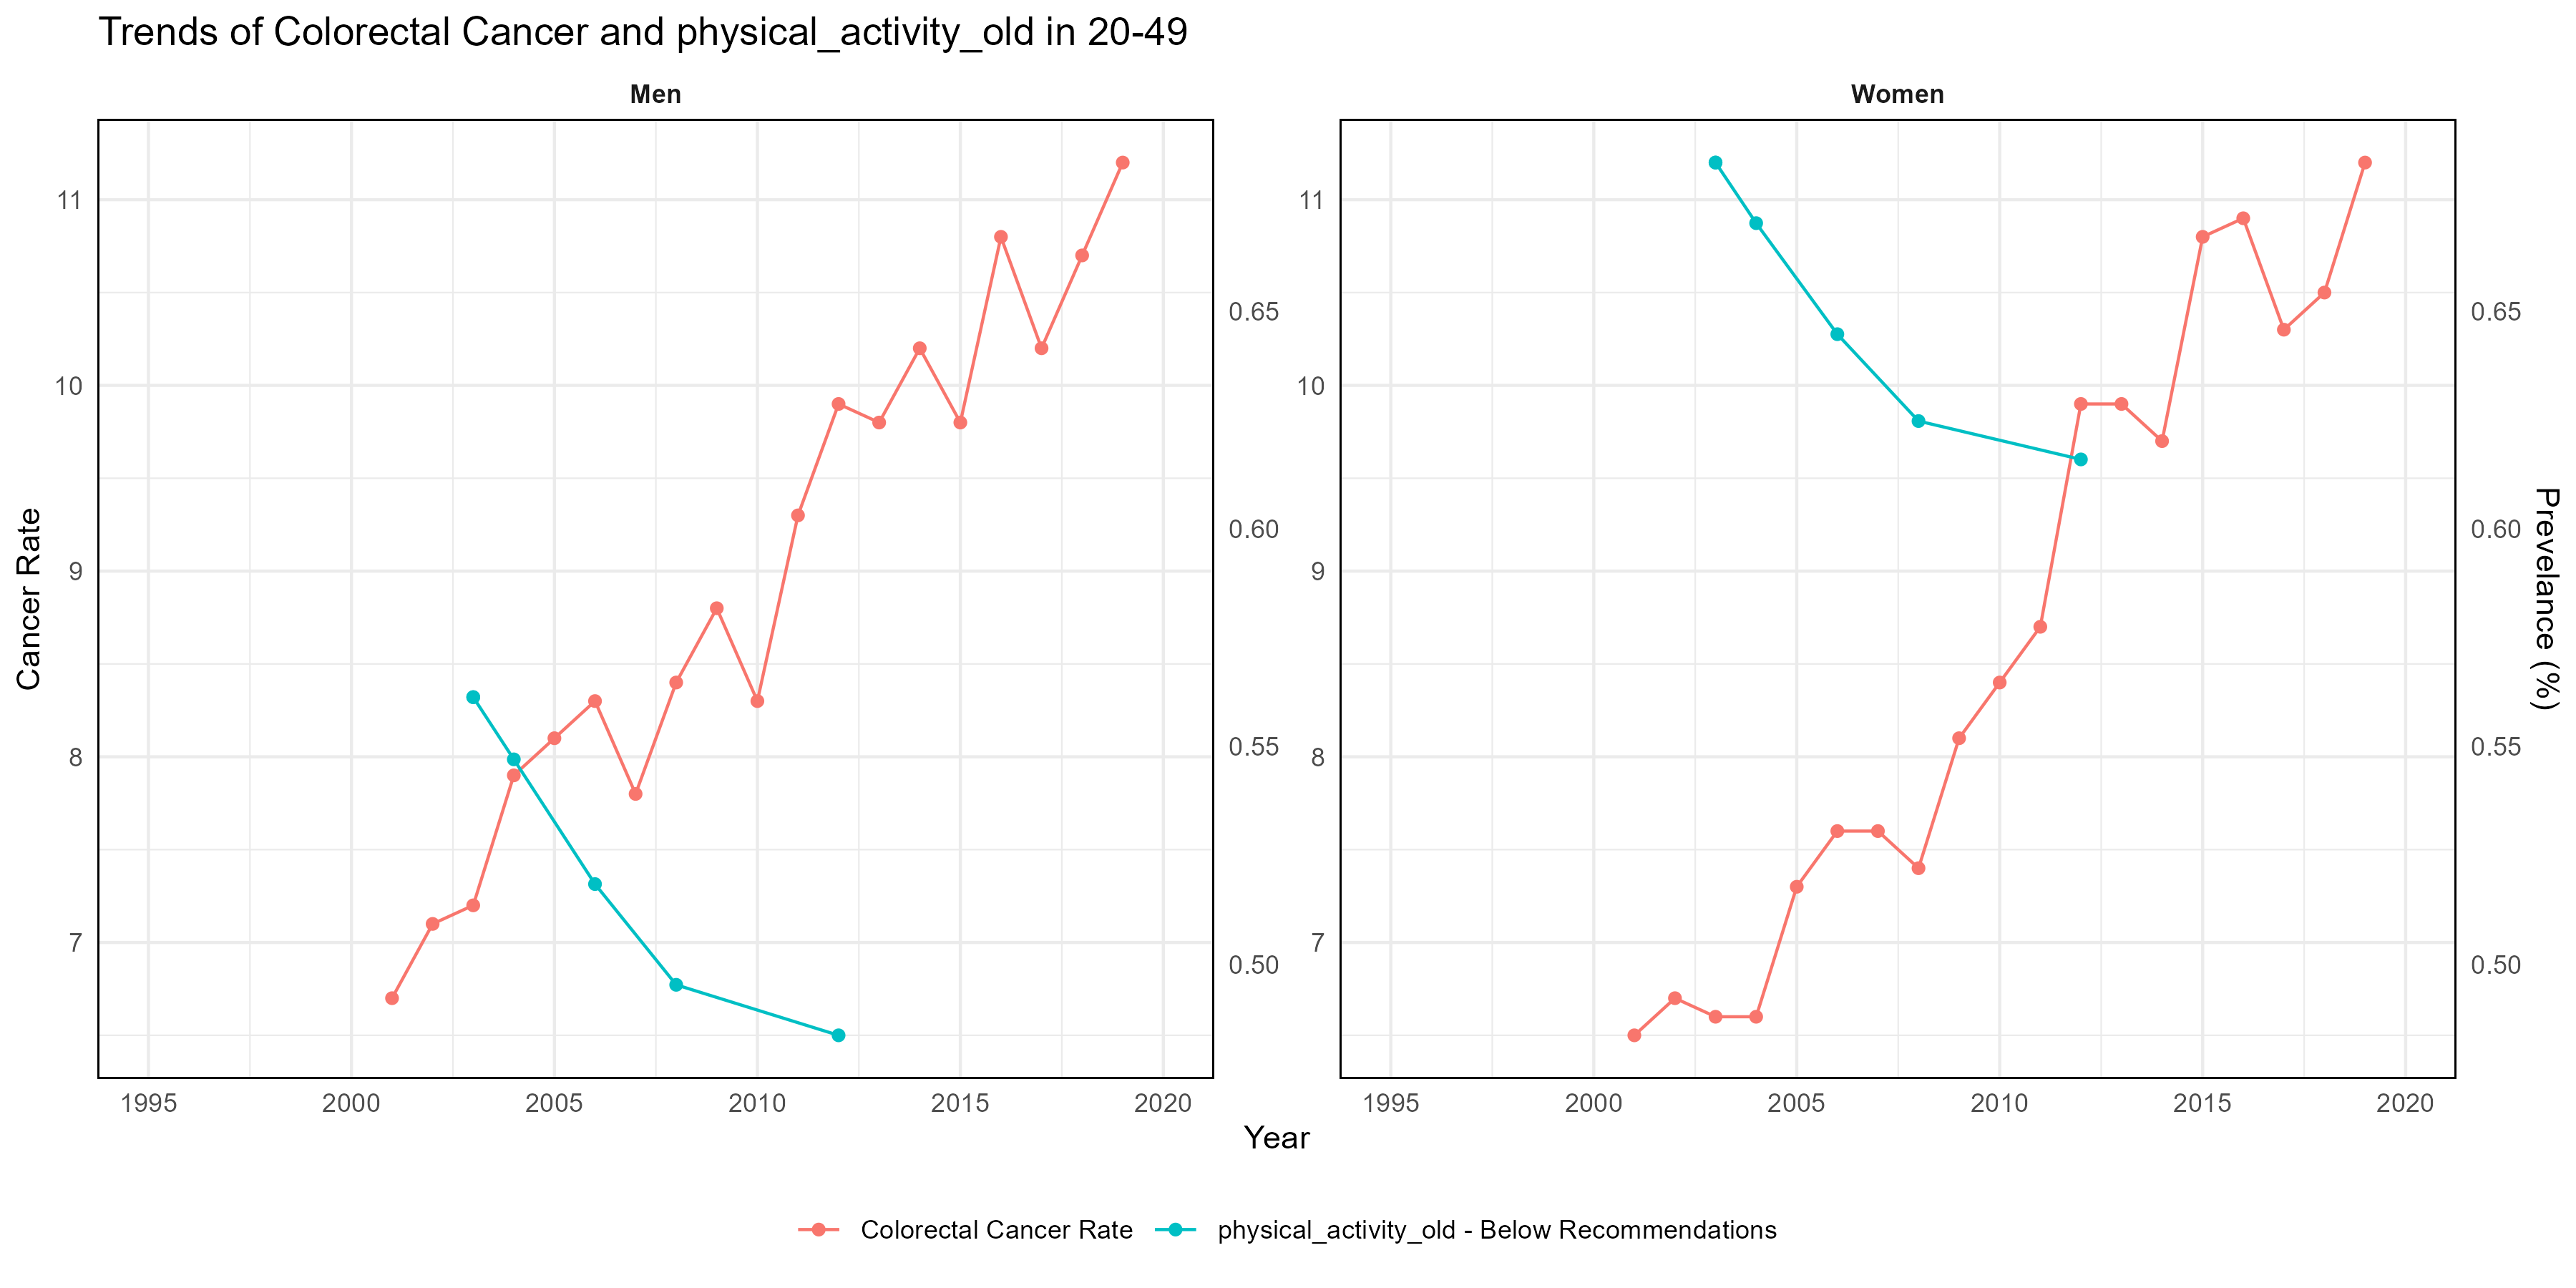 Trends of Colorectal Cancer and physical_activity_old in 20-49
Men
Women
Cancer Rate
11
10
9
8
7
0.65
0.60
0.55
0.50
11
10
9
8
7
0.65
0.60
0.55
0.50
Prevelance (%)
1995 2000 2005 2010 2015 2020
1995 2000 2005 2010 2015 2020
Year
Colorectal Cancer Rate
physical_activity_old - Below Recommendations